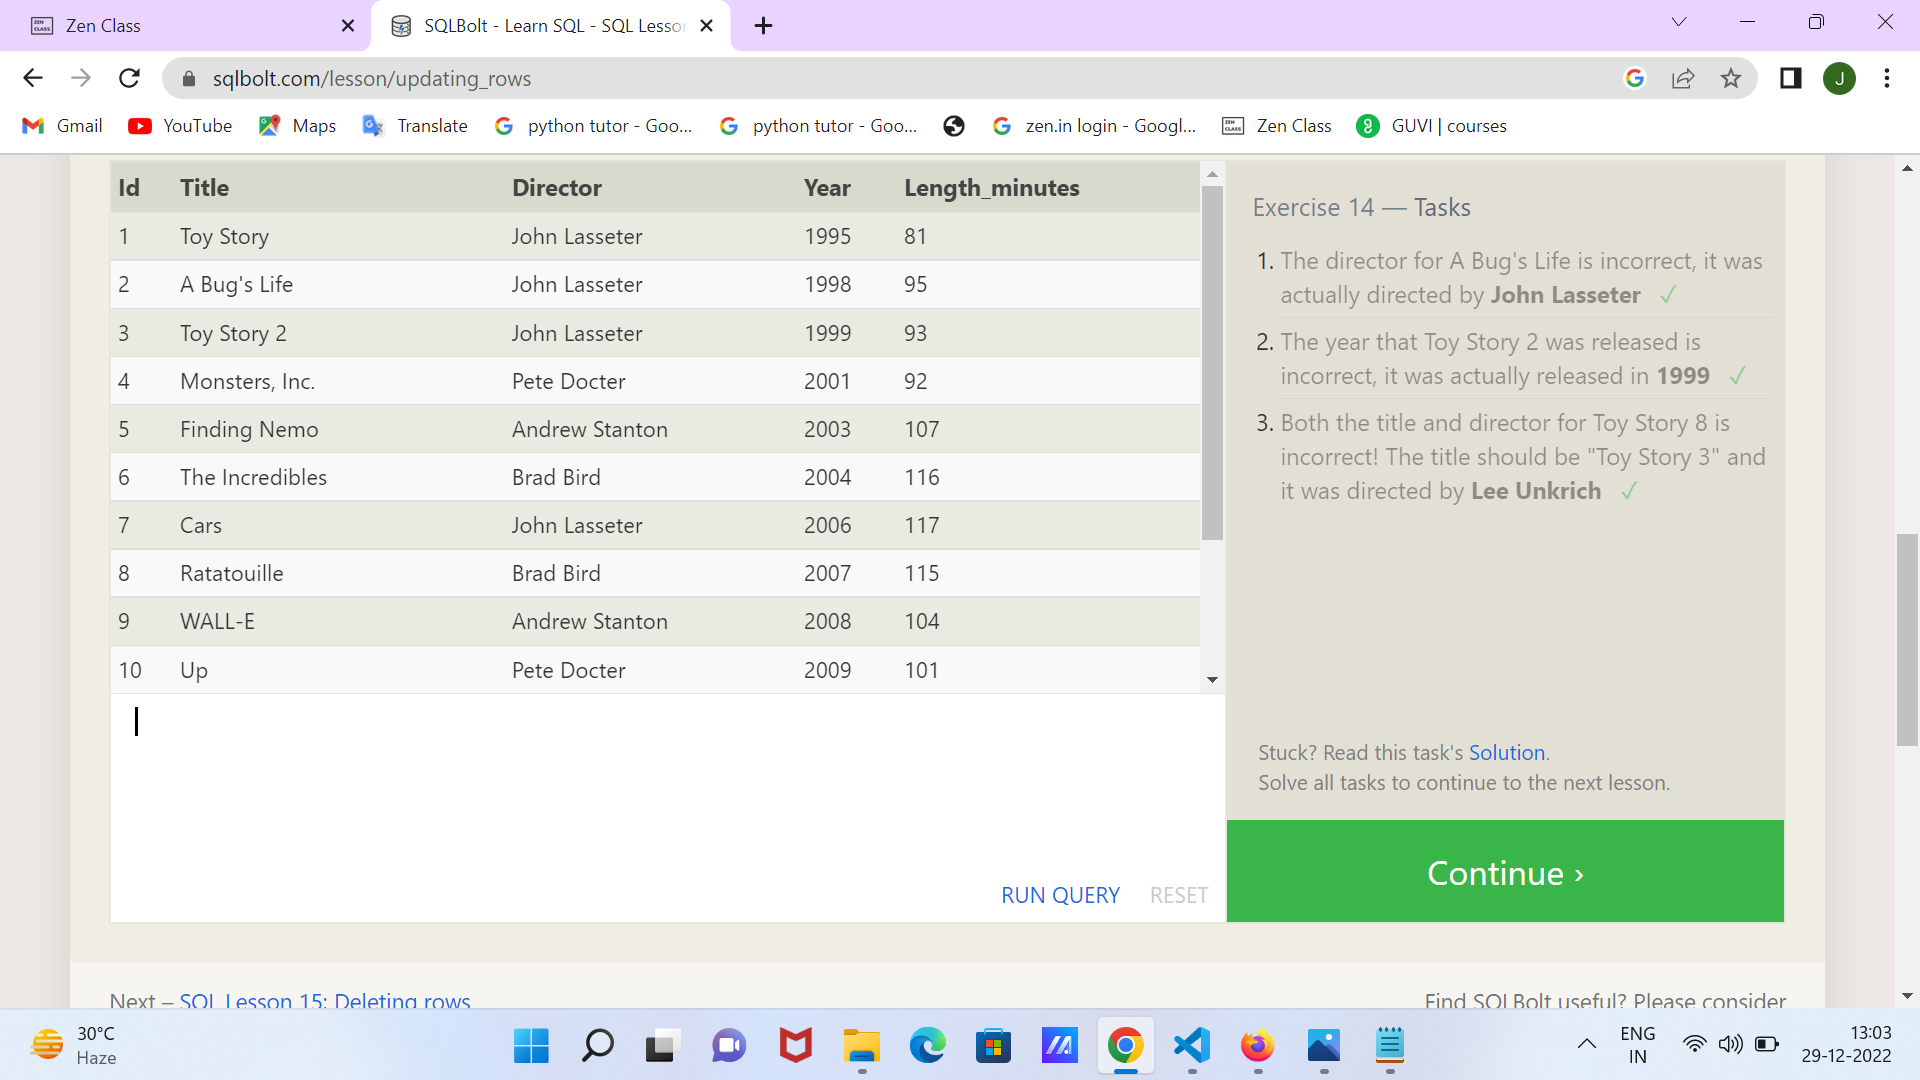 Zen Class
SQLBolt - Learn SQL - SQL Lesson
sqlbolt.com/lesson/updating_rows
J
Gmail YouTube Maps Translate python tutor - Goo... python tutor - Goo... zen.in login - Googl... Zen Class GUVI | courses
Id Title Director Year Length_minutes
1 Toy Story John Lasseter 1995 81
2 A Bug's Life John Lasseter 1998 95
3 Toy Story 2 John Lasseter 1999 93
4 Monsters, Inc. Pete Docter 2001 92
5 Finding Nemo Andrew Stanton 2003 107
6 The Incredibles Brad Bird 2004 116
7 Cars John Lasseter 2006 117
8 Ratatouille Brad Bird 2007 115
9 WALL-E Andrew Stanton 2008 104
10 Up Pete Docter 2009 101
RUN QUERY RESET
Exercise 14 — Tasks
1. The director for A Bug's Life is incorrect, it was
actually directed by John Lasseter ✓
2. The year that Toy Story 2 was released is
incorrect, it was actually released in 1999 ✓
3. Both the title and director for Toy Story 8 is
incorrect! The title should be "Toy Story 3" and
it was directed by Lee Unkrich ✓
Stuck? Read this task's Solution.
Solve all tasks to continue to the next lesson.
Continue ›
Next – SQL Lesson 15: Deleting rows
Find SQLBolt useful? Please consider
30°C
Haze
ENG
IN
13:03
29-12-2022